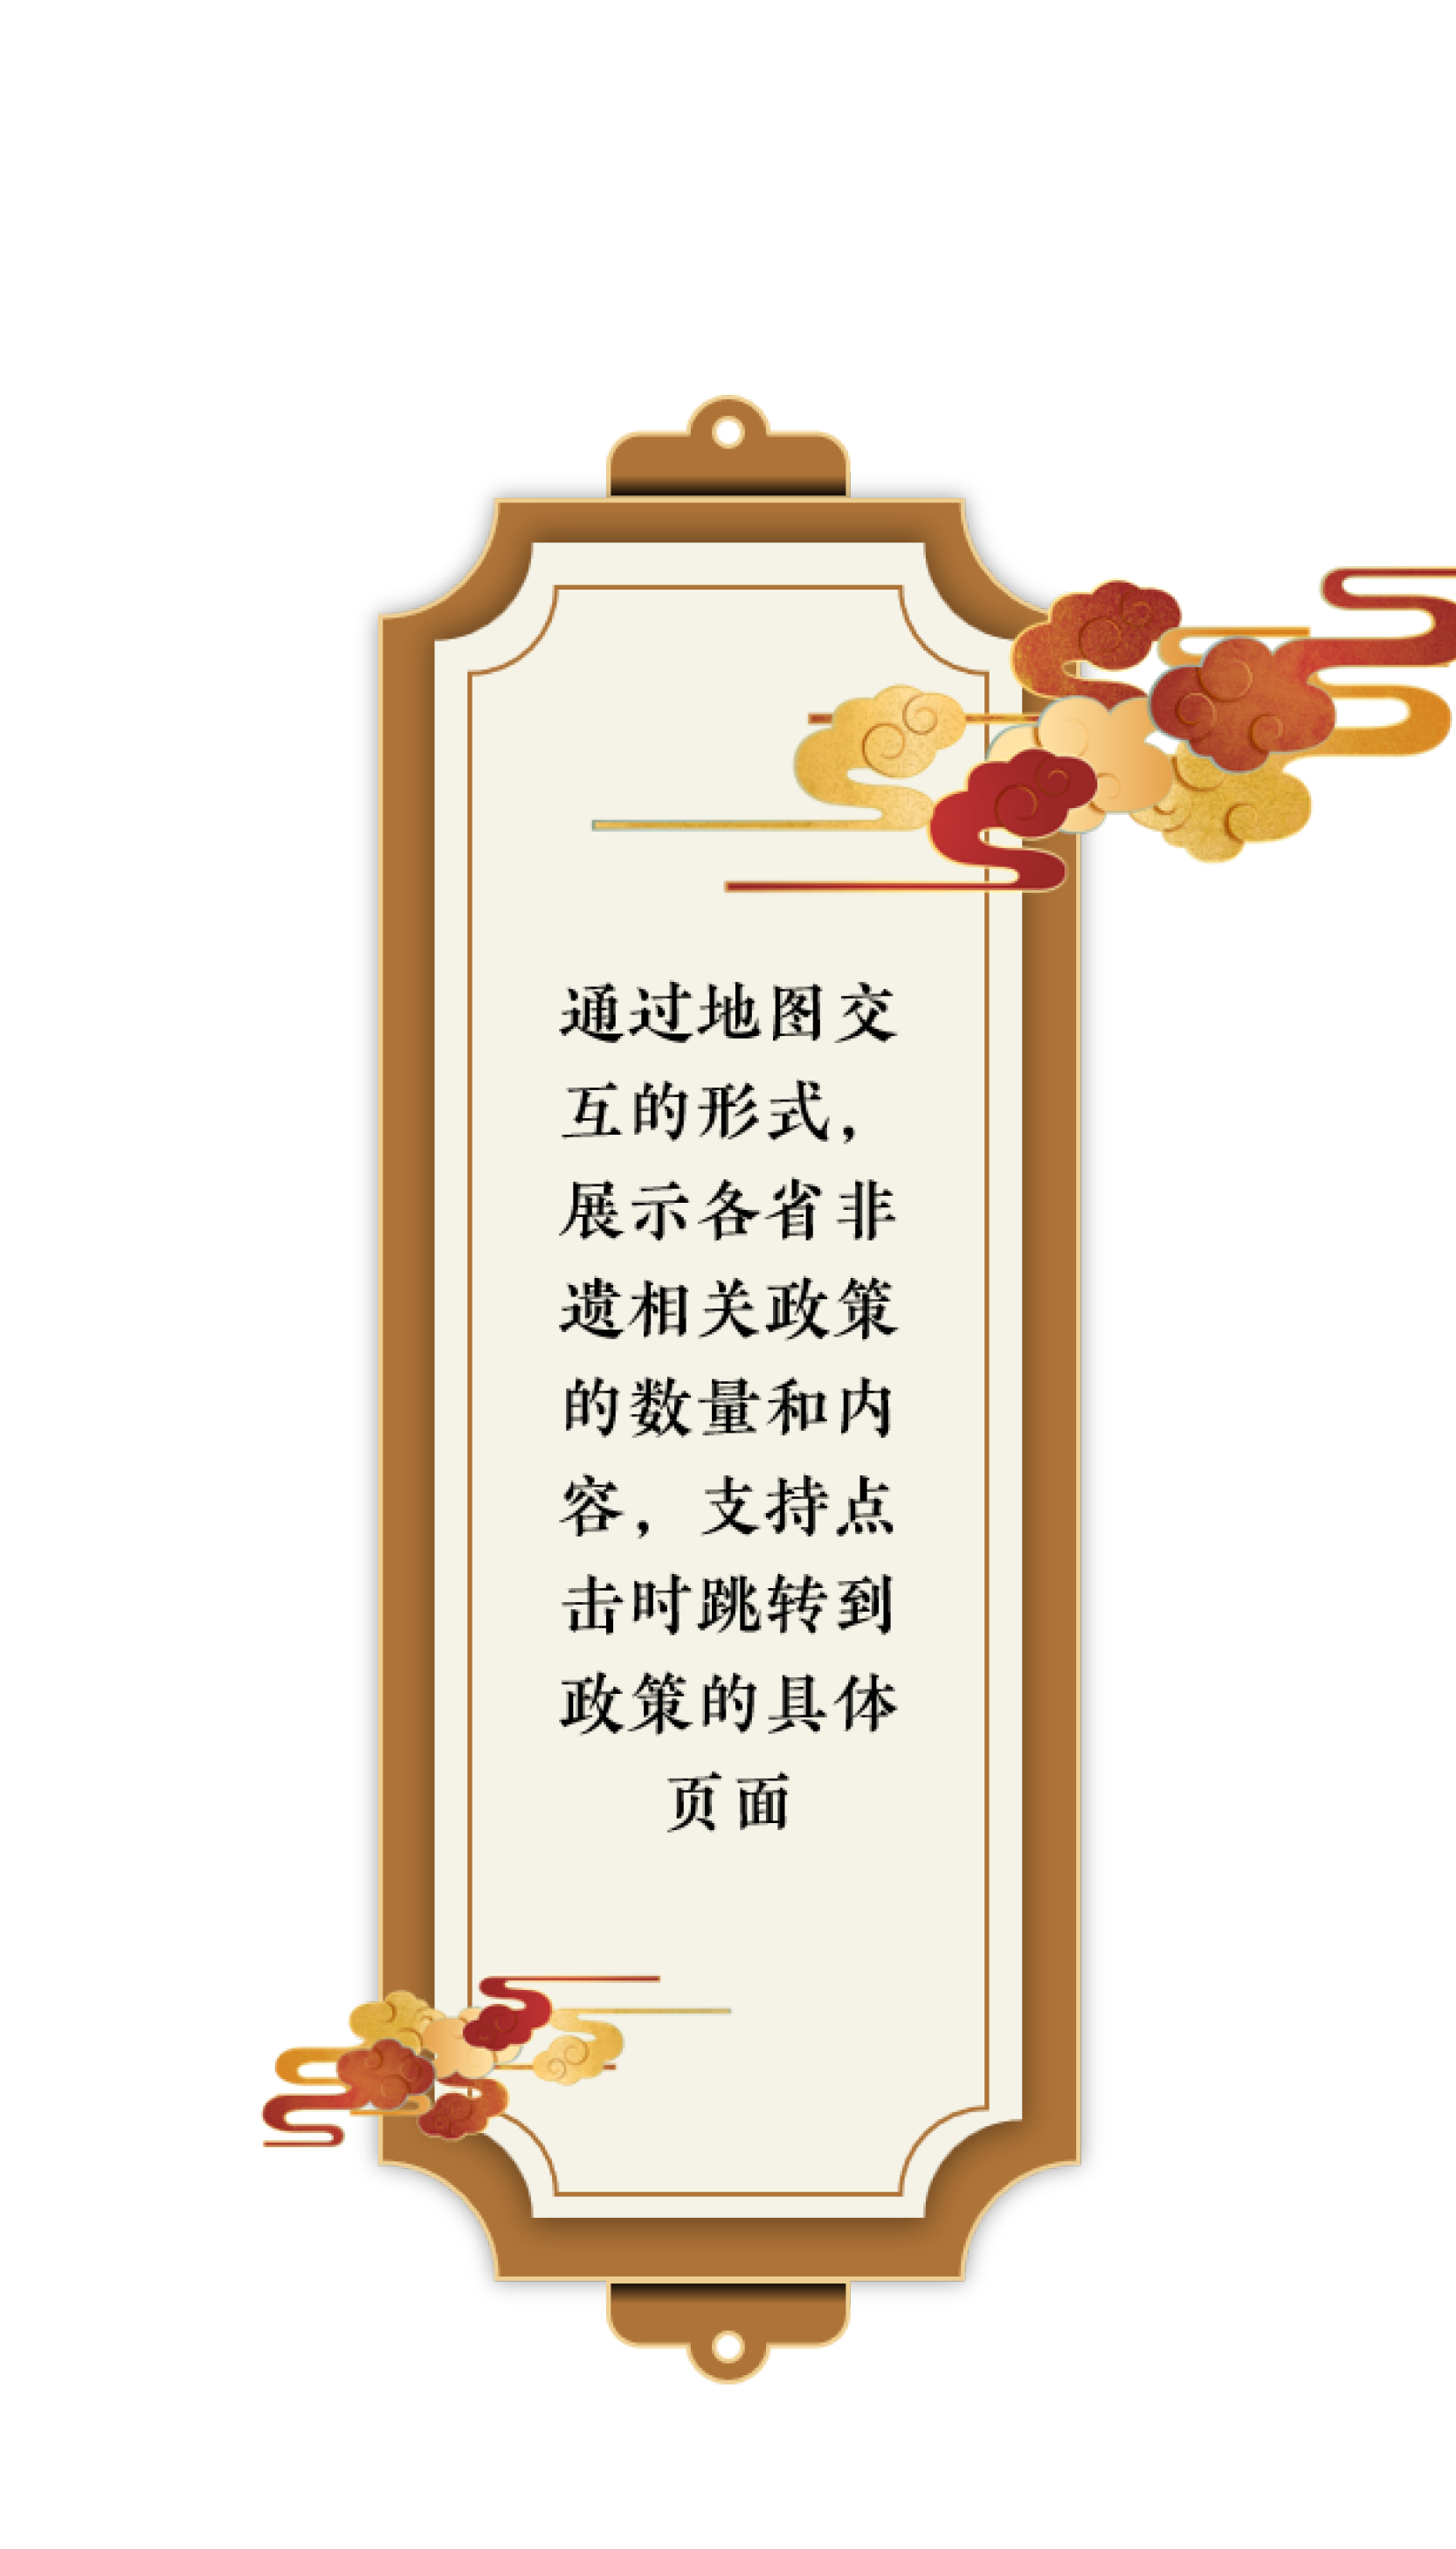 通过地图交
互的形式，
展示各省非
遗相关政策
的数量和内
容，支持点
击时跳转到
政策的具体
页面